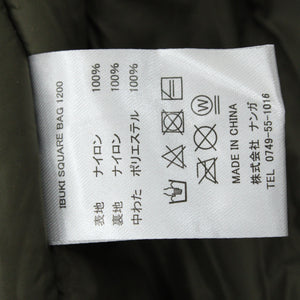 IBUKI SQUARE BAG 1200
表地 ナイロン 100%
裏地 ナイロン 100%
中わた ポリエステル 100%
MADE IN CHINA
株式会社 ナンガ
TEL 0749-55-1016